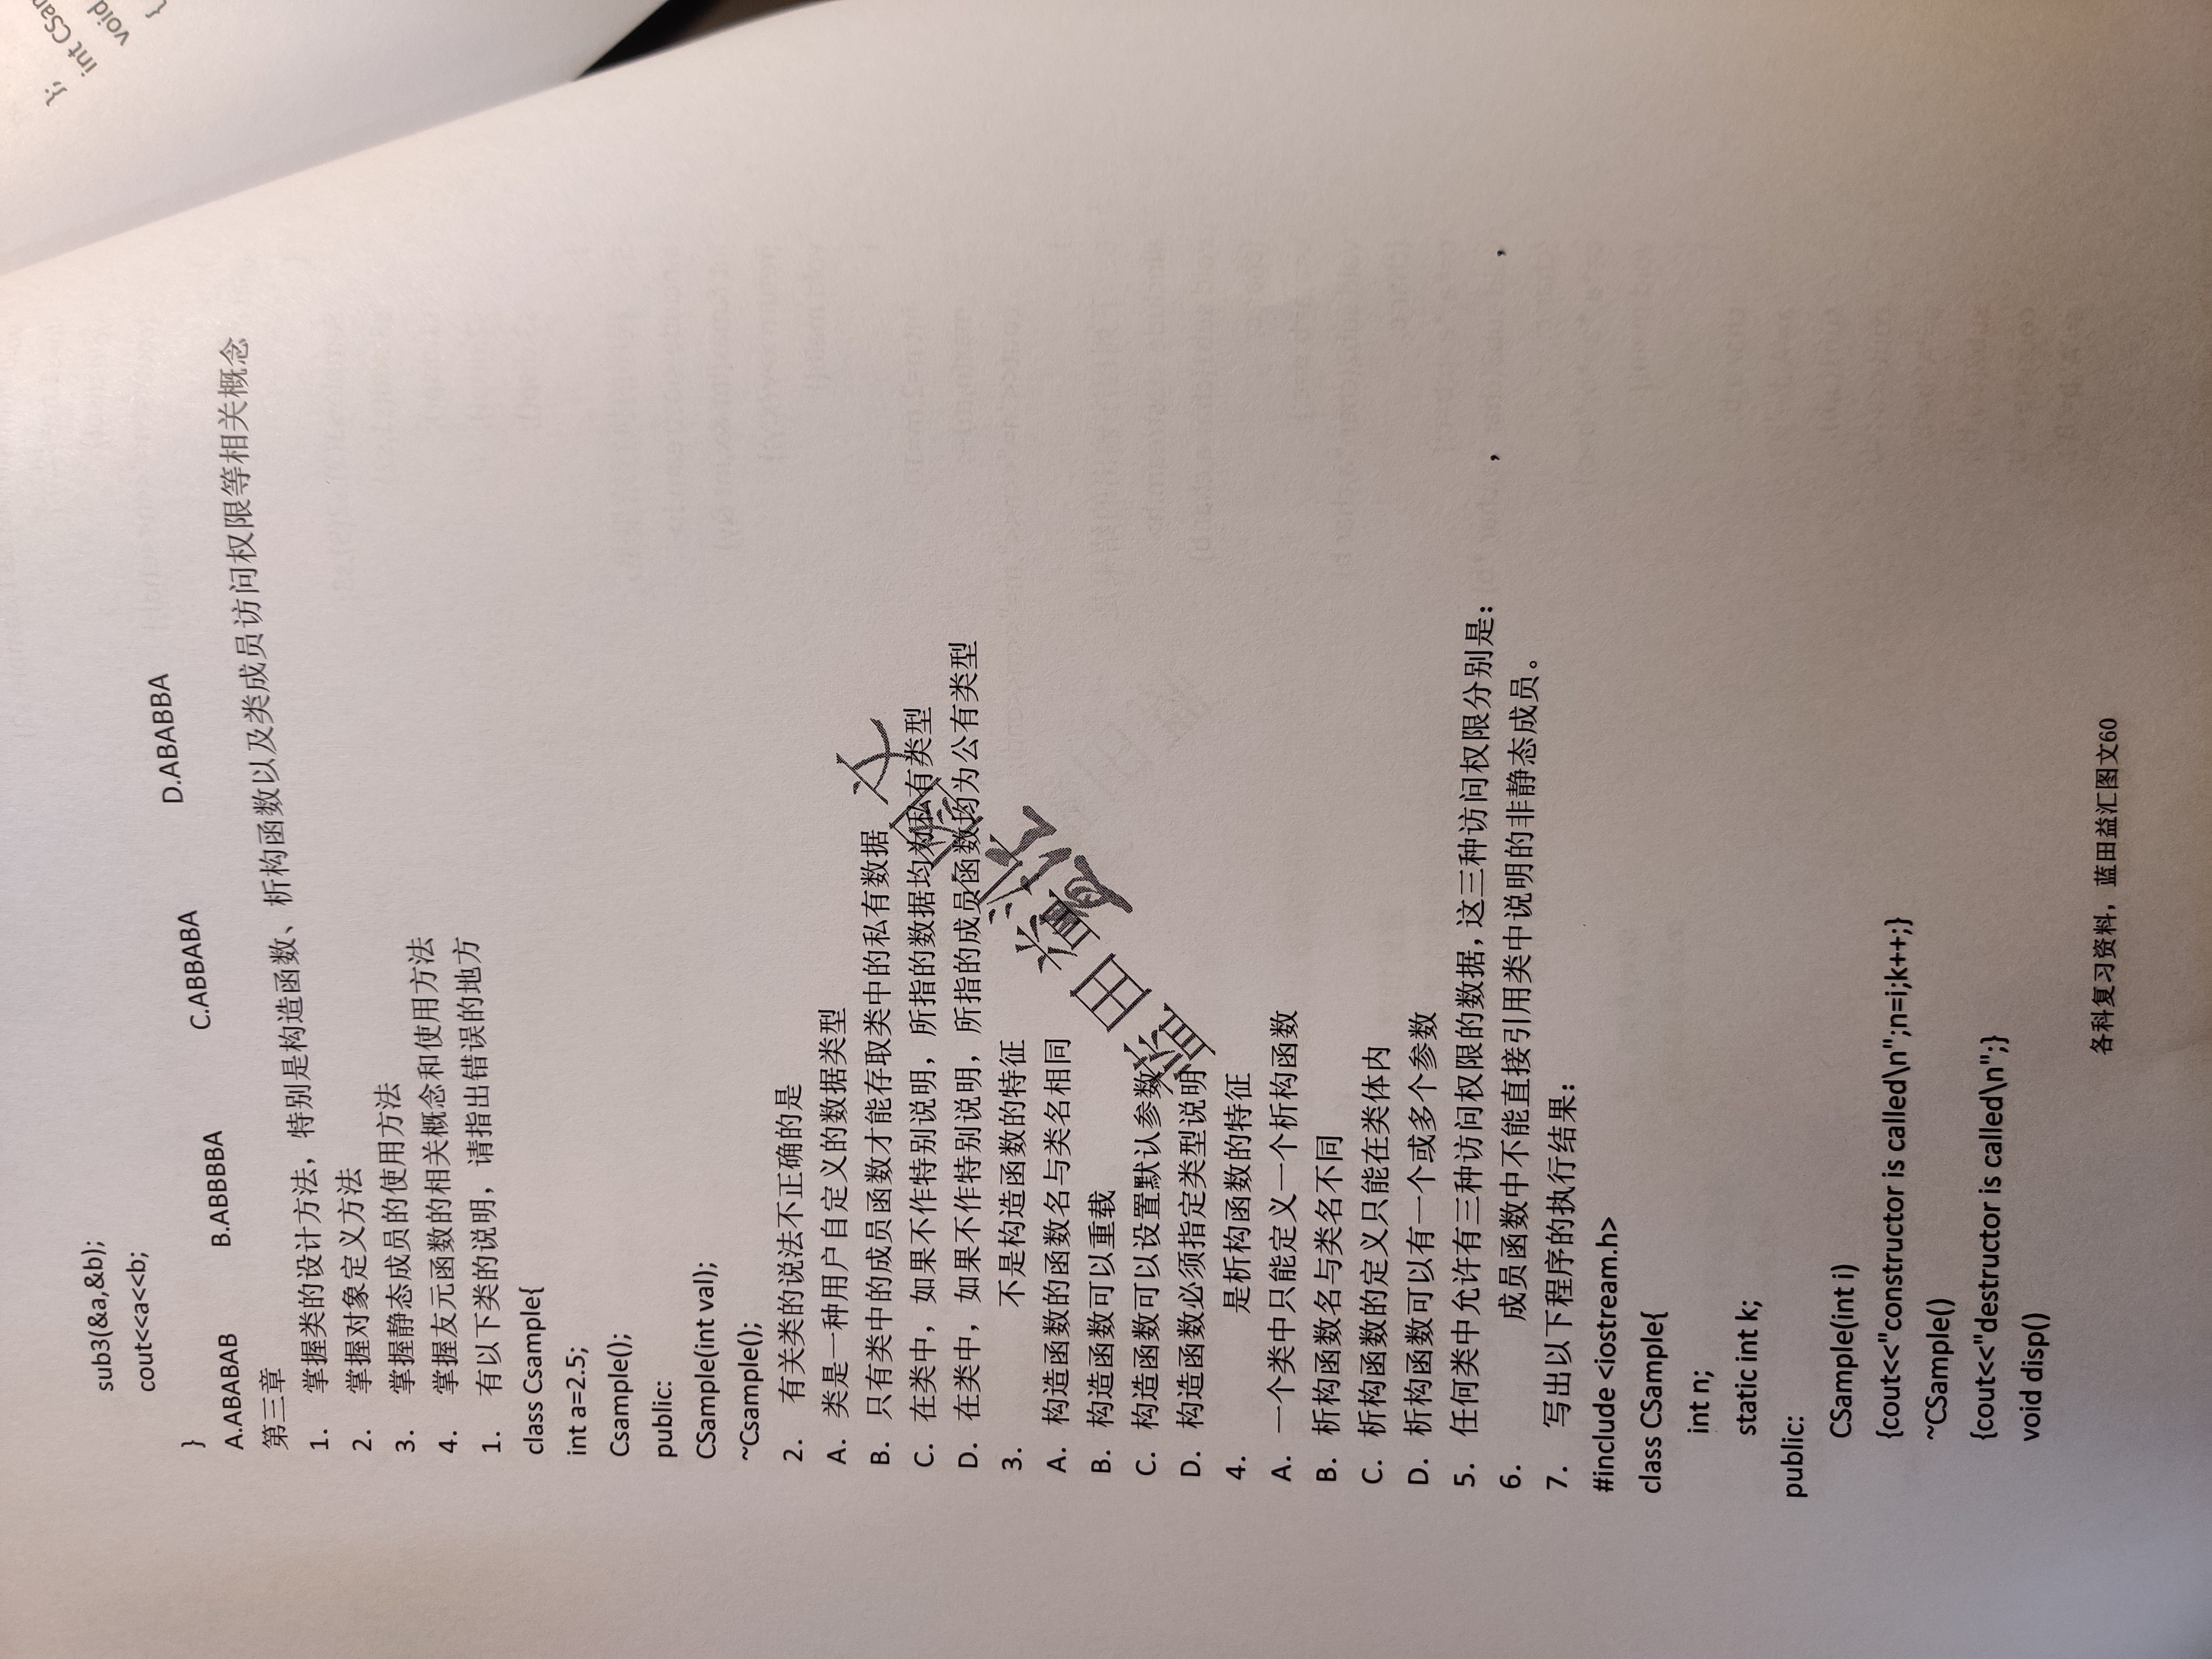 sub3(&a,&b);
cout<<a<<b;
}
A.ABABAB B.ABBBBA C.ABBABA D.ABABBA
第三章
1. 掌握类的设计方法，特别是构造函数、析构函数以及类成员访问权限等相关概念
2. 掌握对象定义方法
3. 掌握静态成员的使用方法
4. 掌握友元函数的相关概念和使用方法
1. 有以下类的说明，请指出错误的地方
class Csample{
int a=2.5;
Csample();
public:
CSample(int val);
~Csample();
2. 有关类的说法不正确的是
A. 类是一种用户自定义的数据类型
B. 只有类中的成员函数才能存取类中的私有数据
C. 在类中，如果不作特别说明，所指的数据均为私有类型
D. 在类中，如果不作特别说明，所指的成员函数均为公有类型
3. 不是构造函数的特征
A. 构造函数的函数名与类名相同
B. 构造函数可以重载
C. 构造函数可以设置默认参数
D. 构造函数必须指定类型说明
4. 是析构函数的特征
A. 一个类中只能定义一个析构函数
B. 析构函数名与类名不同
C. 析构函数的定义只能在类体内
D. 析构函数可以有一个或多个参数
5. 任何类中允许有三种访问权限的数据，这三种访问权限分别是： ， ，
6. 成员函数中不能直接引用类中说明的非静态成员。
7. 写出以下程序的执行结果：
#include <iostream.h>
class CSample{
int n;
static int k;
public:
CSample(int i)
{cout<<"constructor is called\n";n=i;k++;}
~CSample()
{cout<<"destructor is called\n";}
void disp()
各科复习资料，蓝田益汇图文60
蓝田益汇图文
};
int CSam
void
{